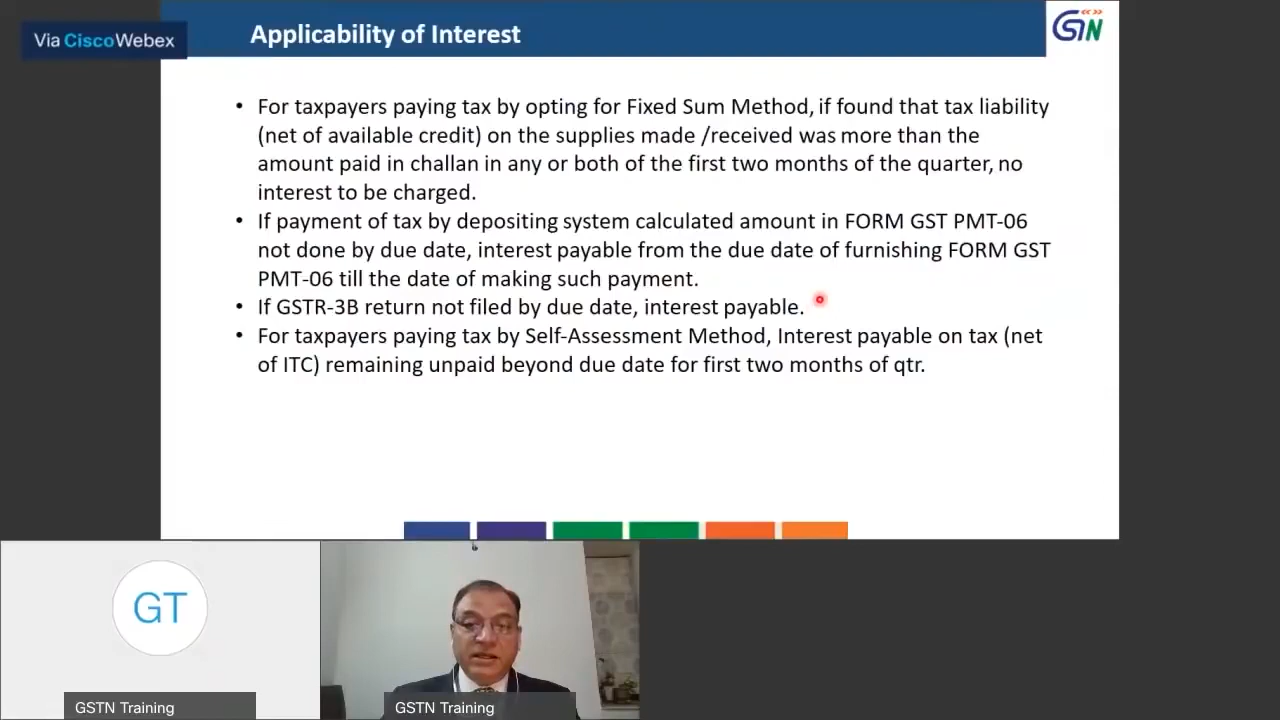 Via CiscoWebex
Applicability of Interest
GSTN
• For taxpayers paying tax by opting for Fixed Sum Method, if found that tax liability
(net of available credit) on the supplies made /received was more than the
amount paid in challan in any or both of the first two months of the quarter, no
interest to be charged.
• If payment of tax by depositing system calculated amount in FORM GST PMT-06
not done by due date, interest payable from the due date of furnishing FORM GST
PMT-06 till the date of making such payment.
• If GSTR-3B return not filed by due date, interest payable.
• For taxpayers paying tax by Self-Assessment Method, Interest payable on tax (net
of ITC) remaining unpaid beyond due date for first two months of qtr.
GT
GSTN Training
GSTN Training